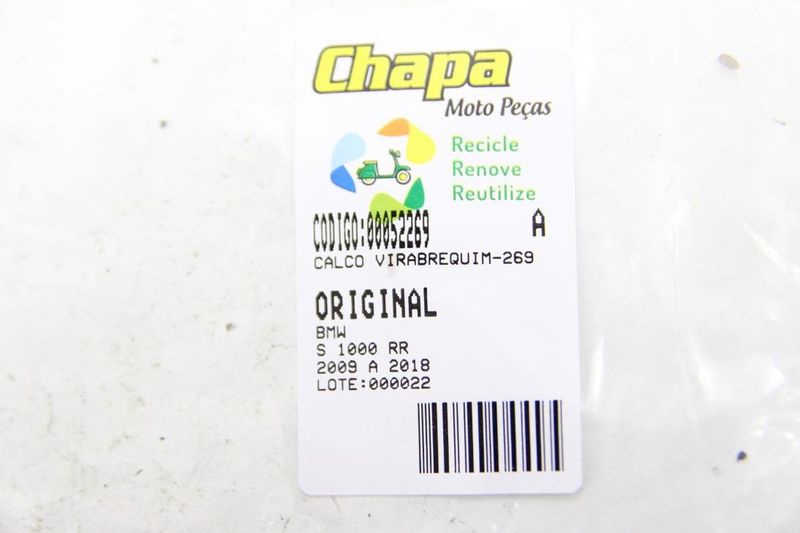 Chapa
Moto Peças
Recicle
Renove
Reutilize
CODIGO:00052269 A
CALCO VIRABREQUIM-269
ORIGINAL
BMW
S 1000 RR
2009 A 2018
LOTE:000022